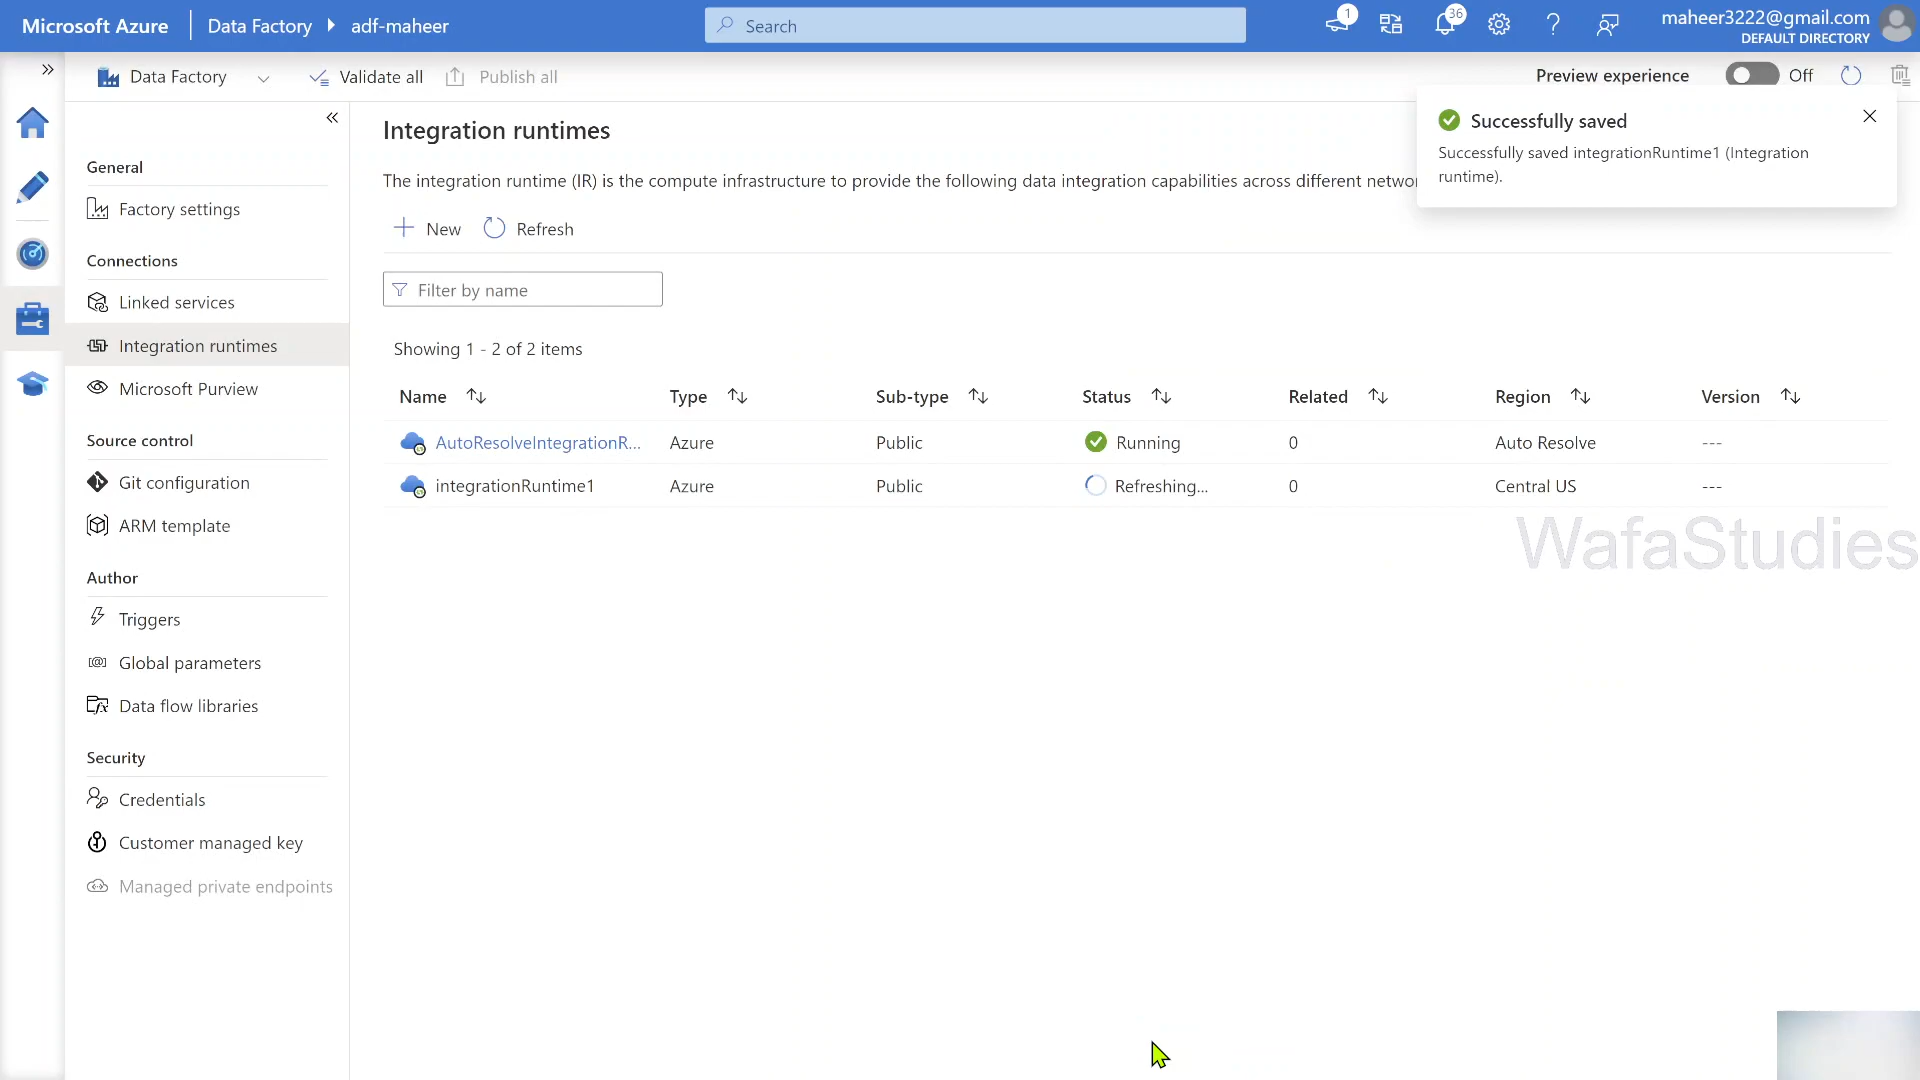 Microsoft Azure
Data Factory
adf-maheer
Search
1
36
maheer3222@gmail.com
DEFAULT DIRECTORY
Data Factory
Validate all
Publish all
Preview experience
Off
Successfully saved
Successfully saved integrationRuntime1 (Integration
runtime).
General
Factory settings
Connections
Linked services
Integration runtimes
Microsoft Purview
Source control
Git configuration
ARM template
Author
Triggers
Global parameters
Data flow libraries
Security
Credentials
Customer managed key
Managed private endpoints
Integration runtimes
The integration runtime (IR) is the compute infrastructure to provide the following data integration capabilities across different
New
Refresh
Filter by name
Showing 1 - 2 of 2 items
Name Type Sub-type Status Related Region Version
AutoResolveIntegrationR... Azure Public Running 0 Auto Resolve ---
integrationRuntime1 Azure Public Refreshing... 0 Central US ---
WafaStudies